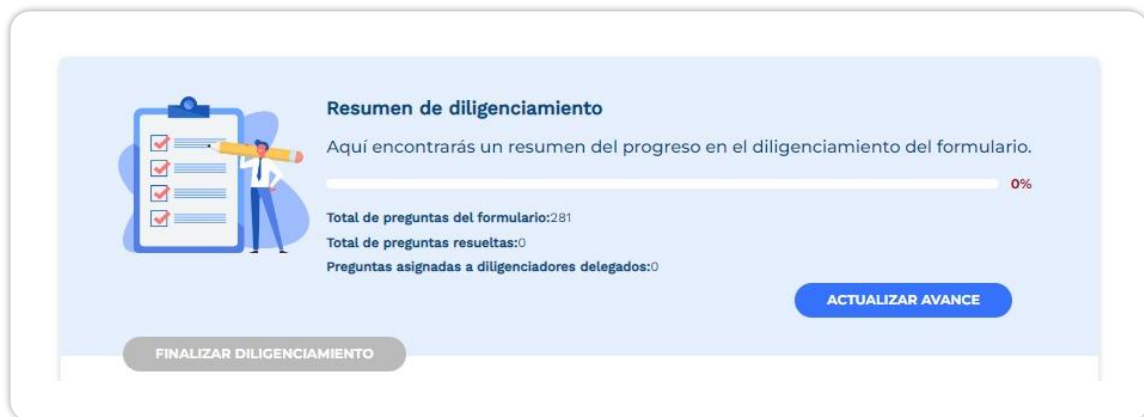 Resumen de diligenciamiento
Aquí encontrarás un resumen del progreso en el diligenciamiento del formulario.
0%
Total de preguntas del formulario:281
Total de preguntas resueltas:0
Preguntas asignadas a diligenciadores delegados:0
ACTUALIZAR AVANCE
FINALIZAR DILIGENCIAMIENTO